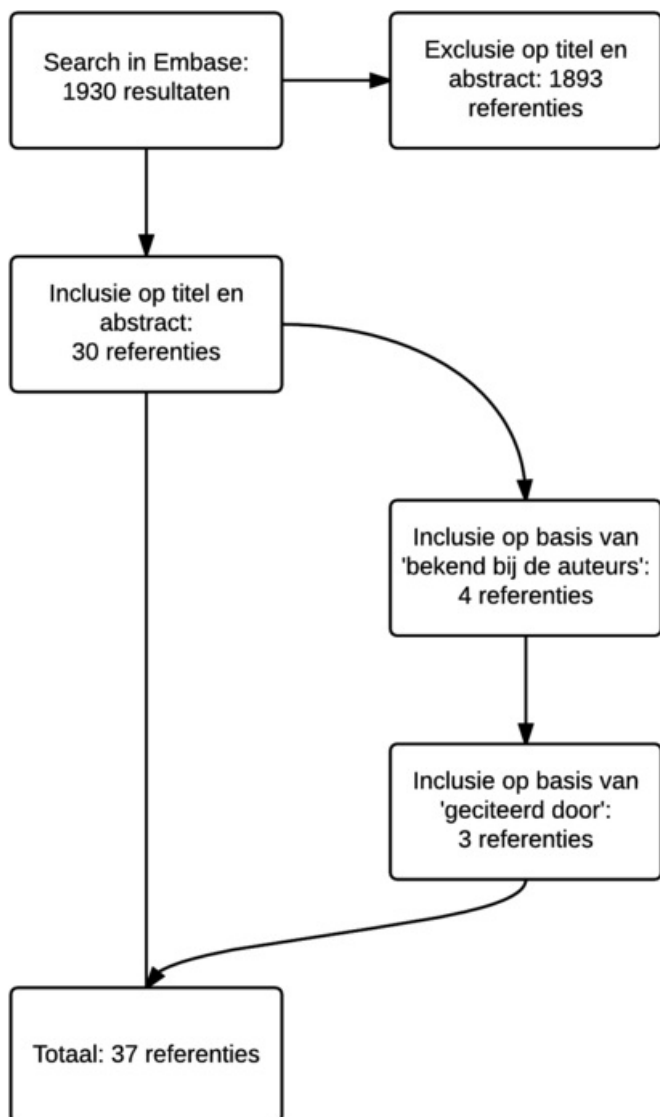 Search in Embase:
1930 resultaten
Exclusie op titel en
abstract: 1893
referenties
Inclusie op titel en
abstract:
30 referenties
Inclusie op basis van
'bekend bij de auteurs':
4 referenties
Inclusie op basis van
'geciteerd door':
3 referenties
Totaal: 37 referenties